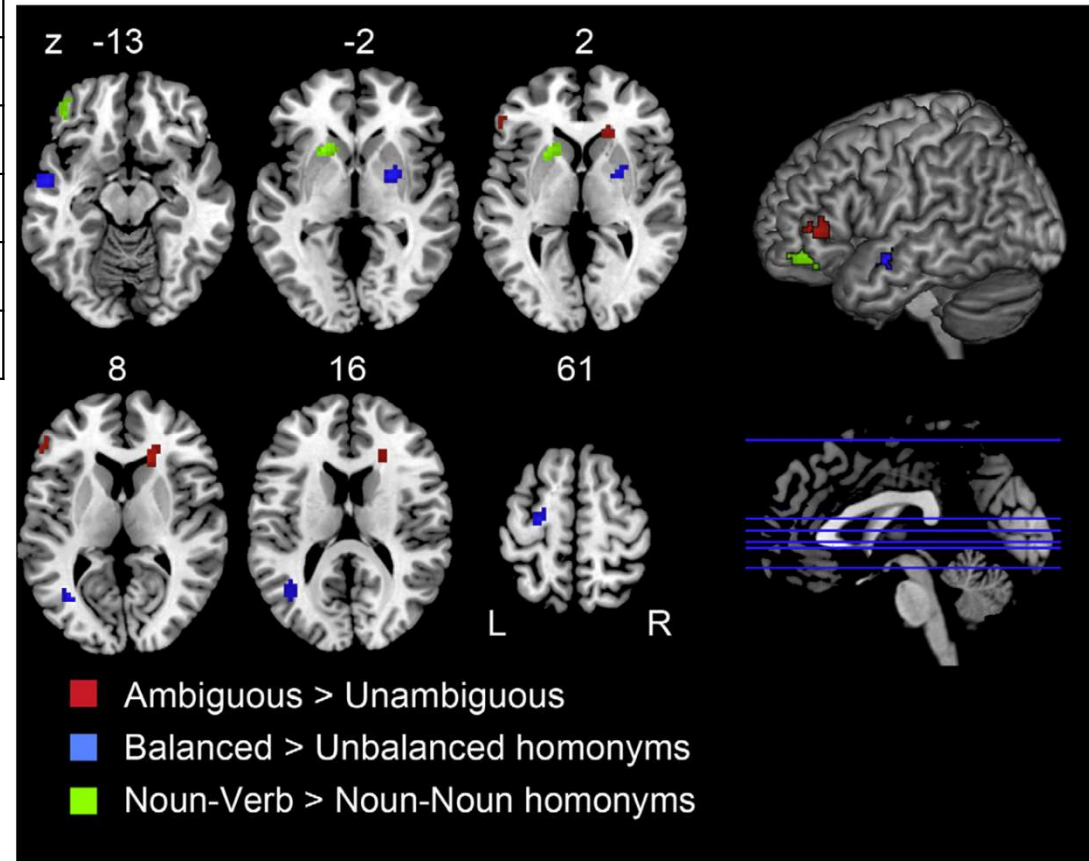 z -13 -2 2
8 16 61
L R
Ambiguous > Unambiguous
Balanced > Unbalanced homonyms
Noun-Verb > Noun-Noun homonyms